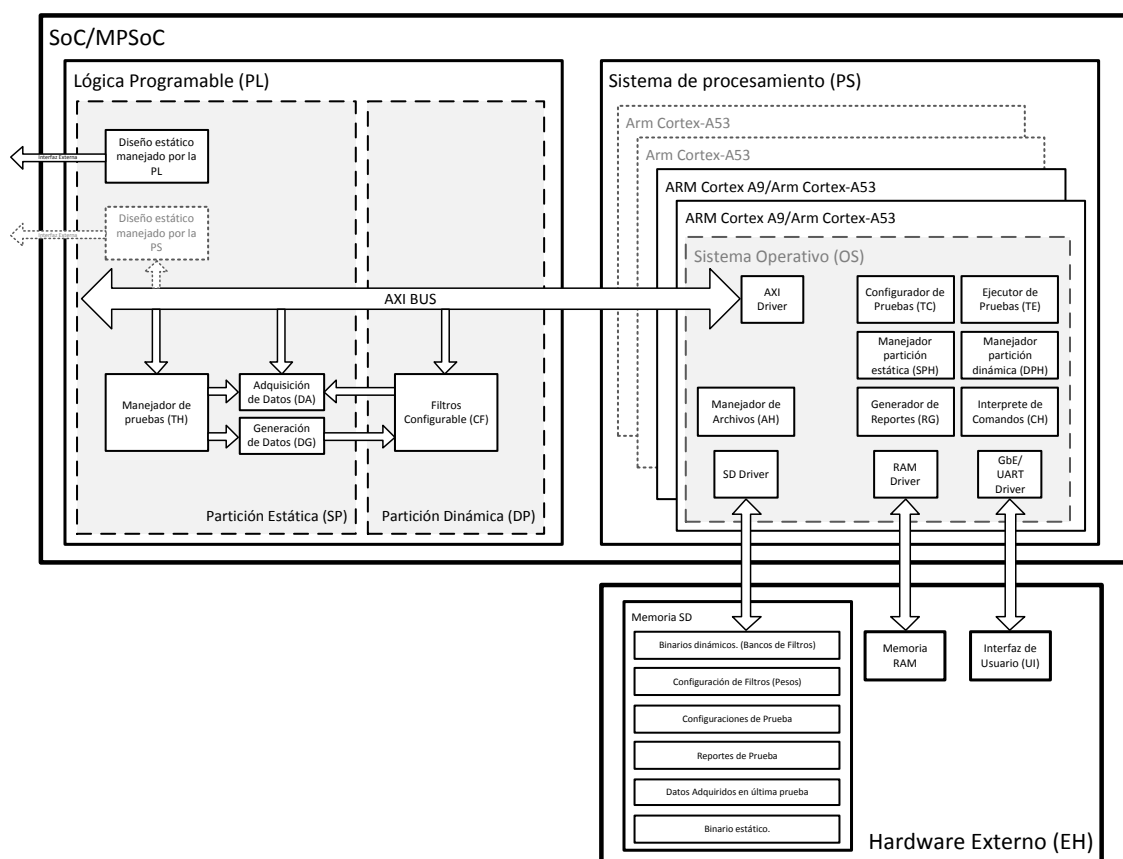 SoC/MPSoC
Lógica Programable (PL)
Diseño estático
manejado por la
PL
Interfaz Externa
Diseño estático
manejado por la
PS
Interfaz Externa
AXI BUS
Manejador de
pruebas (TH)
Adquisición
de Datos (DA)
Generación
de Datos (DG)
Filtros
Configurable (CF)
Partición Estática (SP)
Partición Dinámica (DP)
Sistema de procesamiento (PS)
Arm Cortex-A53
Arm Cortex-A53
ARM Cortex A9/Arm Cortex-A53
ARM Cortex A9/Arm Cortex-A53
Sistema Operativo (OS)
AXI
Driver
Configurador de
Pruebas (TC)
Ejecutor de
Pruebas (TE)
Manejador
partición
estática (SPH)
Manejador
partición
dinámica (DPH)
Manejador de
Archivos (AH)
Generador de
Reportes (RG)
Interprete de
Comandos (CH)
SD Driver
RAM
Driver
GbE/
UART
Driver
Memoria SD
Binarios dinámicos. (Bancos de Filtros)
Configuración de Filtros (Pesos)
Configuraciones de Prueba
Reportes de Prueba
Datos Adquiridos en última prueba
Binario estático.
Memoria
RAM
Interfaz de
Usuario (UI)
Hardware Externo (EH)